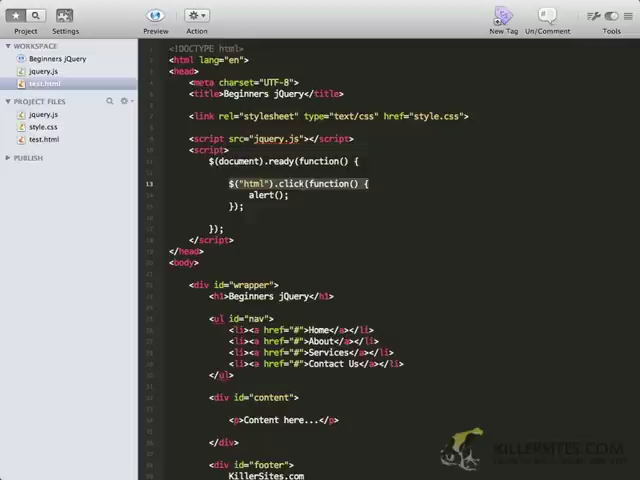 Project
Settings
Preview
Action
New Tag
Un/Comment
Tools
WORKSPACE
Beginners jQuery
jquery.js
test.html
PROJECT FILES
jquery.js
style.css
test.html
PUBLISH
<!DOCTYPE html>
<html lang="en">
<head>
<meta charset="UTF-8">
<title>Beginners jQuery</title>
<link rel="stylesheet" type="text/css" href="style.css">
<script src="jquery.js"></script>
<script>
$(document).ready(function() {
13 $("html").click(function() {
alert();
});
});
</script>
</head>
<body>
<div id="wrapper">
<h1>Beginners jQuery</h1>
<ul id="nav">
<li><a href="#">Home</a></li>
<li><a href="#">About</a></li>
<li><a href="#">Services</a></li>
<li><a href="#">Contact Us</a></li>
</ul>
<div id="content">
<p>Content here...</p>
</div>
<div id="footer">
KillerSites.com
KILLERSITES.COM